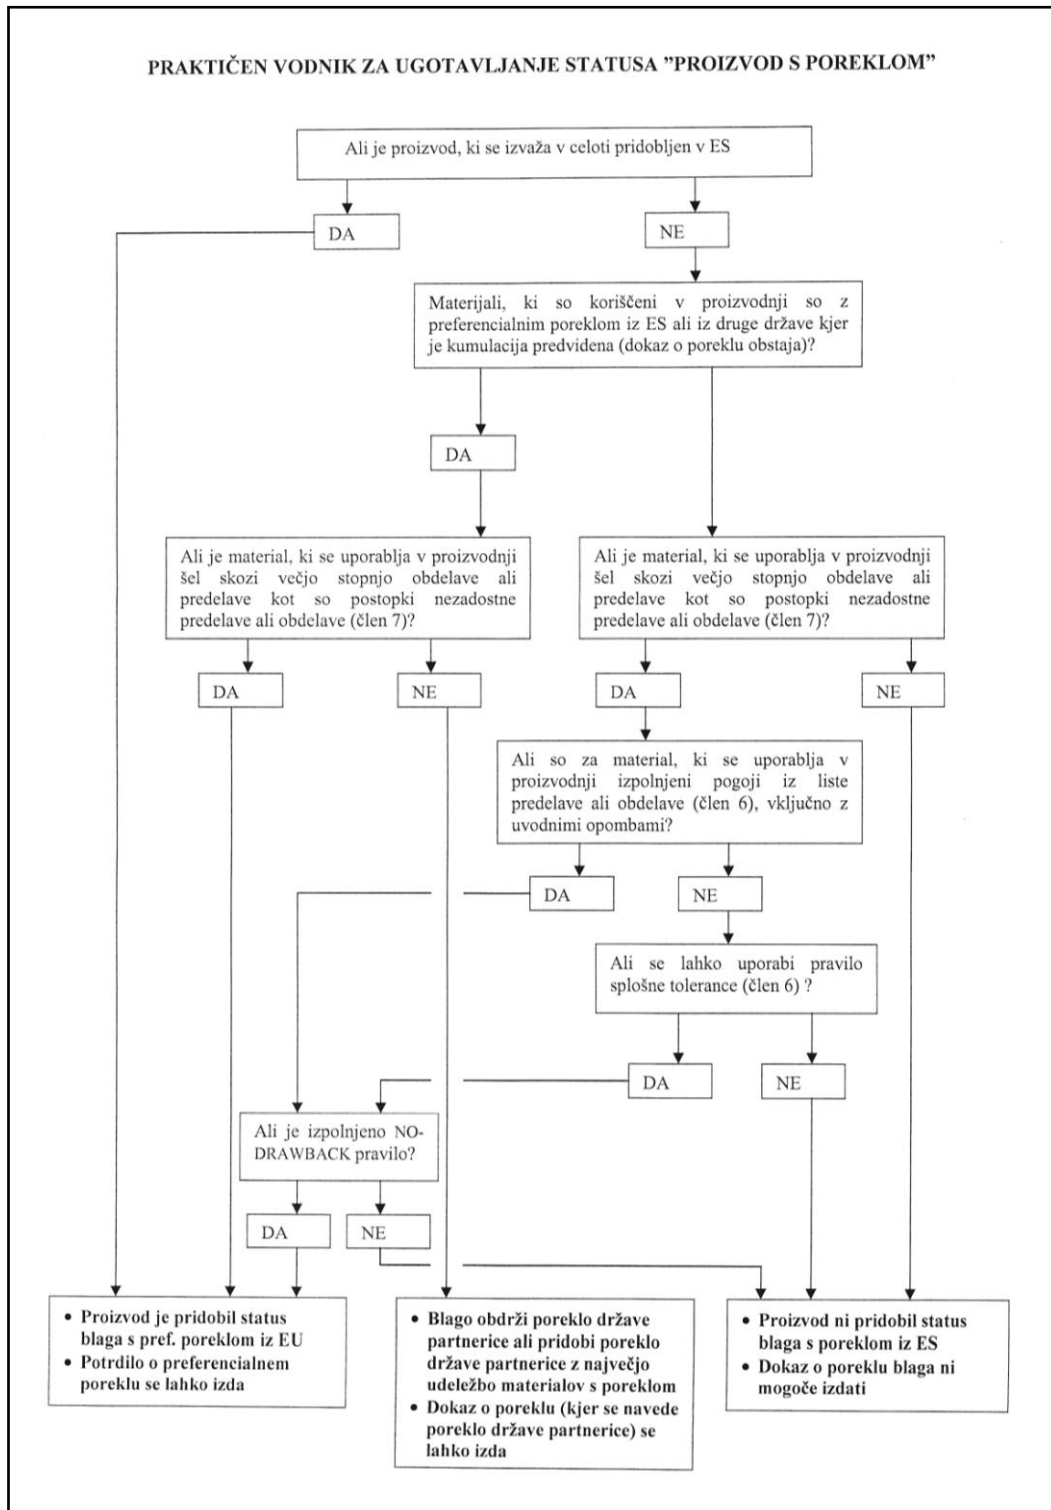 PRAKTIČEN VODNIK ZA UGOTAVLJANJE STATUSA ”PROIZVOD S POREKLOM”
Ali je proizvod, ki se izvaža v celoti pridobljen v ES
DA
NE
Materijali, ki so koriščeni v proizvodnji so z
preferencialnim poreklom iz ES ali iz druge države kjer
je kumulacija predvidena (dokaz o poreklu obstaja)?
DA
Ali je material, ki se uporablja v proizvodnji
šel skozi večjo stopnjo obdelave ali
predelave kot so postopki nezadostne
predelave ali obdelave (člen 7)?
Ali je material, ki se uporablja v proizvodnji
šel skozi večjo stopnjo obdelave ali
predelave kot so postopki nezadostne
predelave ali obdelave (člen 7)?
DA
NE
DA
NE
Ali so za material, ki se uporablja v
proizvodnji izpolnjeni pogoji iz liste
predelave ali obdelave (člen 6), vključno z
uvodnimi opombami?
DA
NE
Ali se lahko uporabi pravilo
splošne tolerance (člen 6) ?
DA
NE
Ali je izpolnjeno NO-
DRAWBACK pravilo?
DA
NE
• Proizvod je pridobil status
blaga s pref. poreklom iz EU
• Potrdilo o preferencialnem
poreklu se lahko izda
• Blago obdrži poreklo države
partnerice ali pridobi poreklo
države partnerice z največjo
udeležbo materialov s poreklom
• Dokaz o poreklu (kjer se navede
poreklo države partnerice) se
lahko izda
• Proizvod ni pridobil status
blaga s poreklom iz ES
• Dokaz o poreklu blaga ni
mogoče izdati